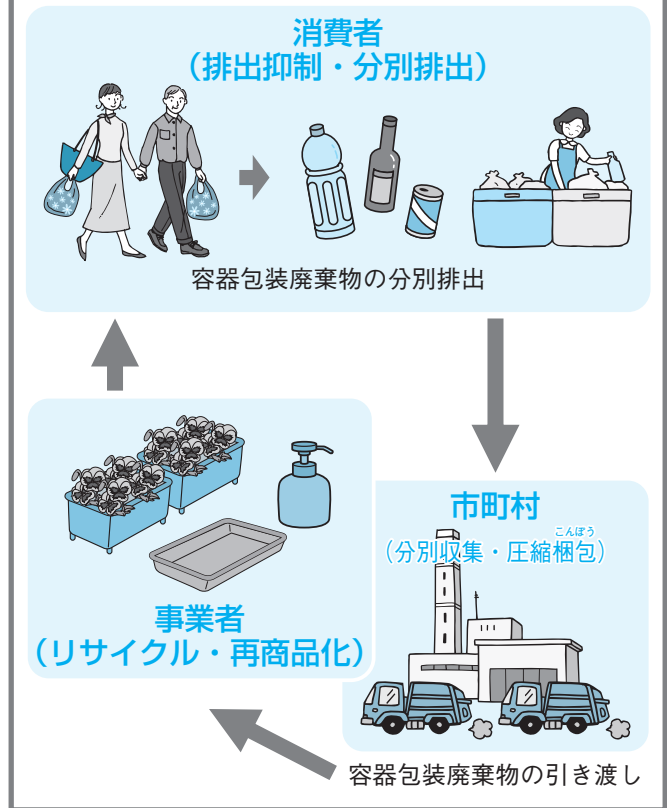 消費者
（排出抑制・分別排出）
容器包装廃棄物の分別排出
市町村
こんぽう
（分別収集・圧縮梱包）
事業者
（リサイクル・再商品化）
容器包装廃棄物の引き渡し